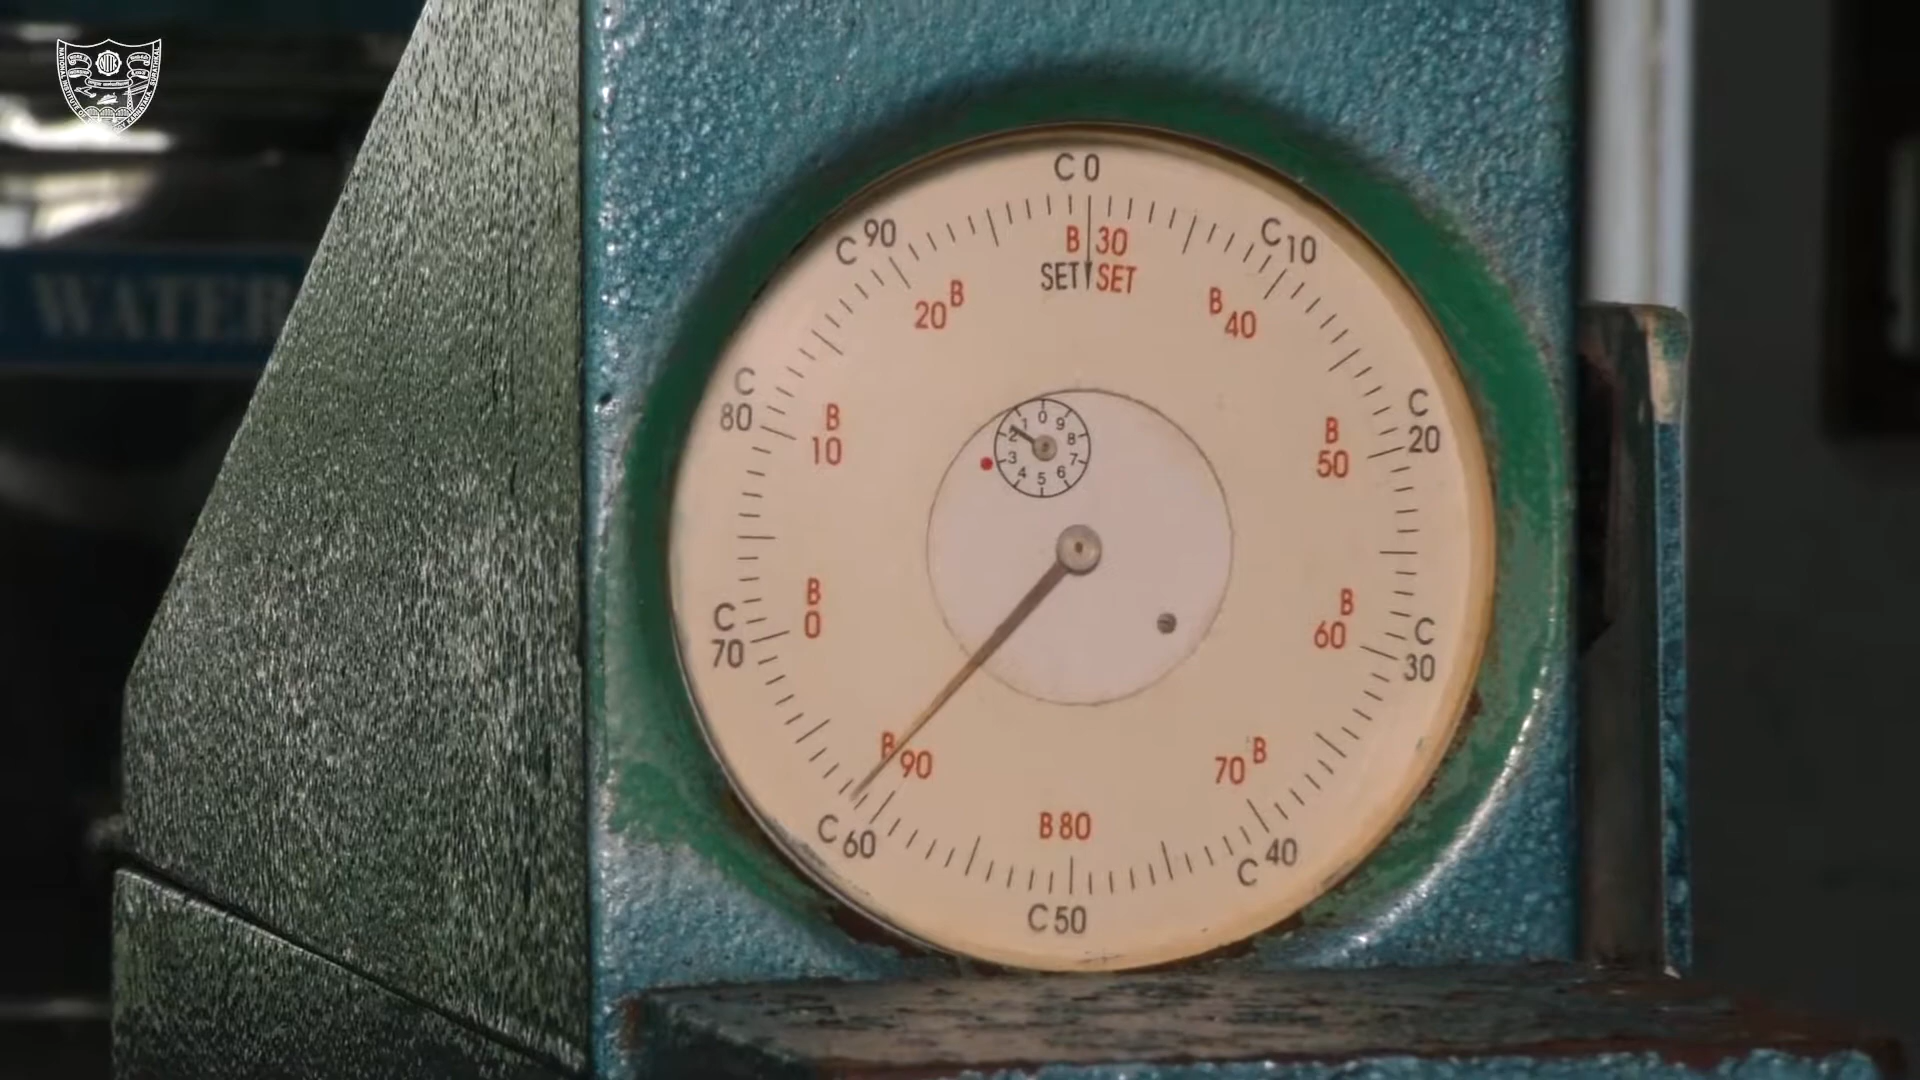 WATER
C 0
C 10
C 20
C 30
C 40
C 50
C 60
C 70
C 80
C 90
B 30
SET SET
B 40
B 50
B 60
B 70
B 80
B 90
B 0
B 10
B 20
0 9 8 7 6 5 4 3 2 1